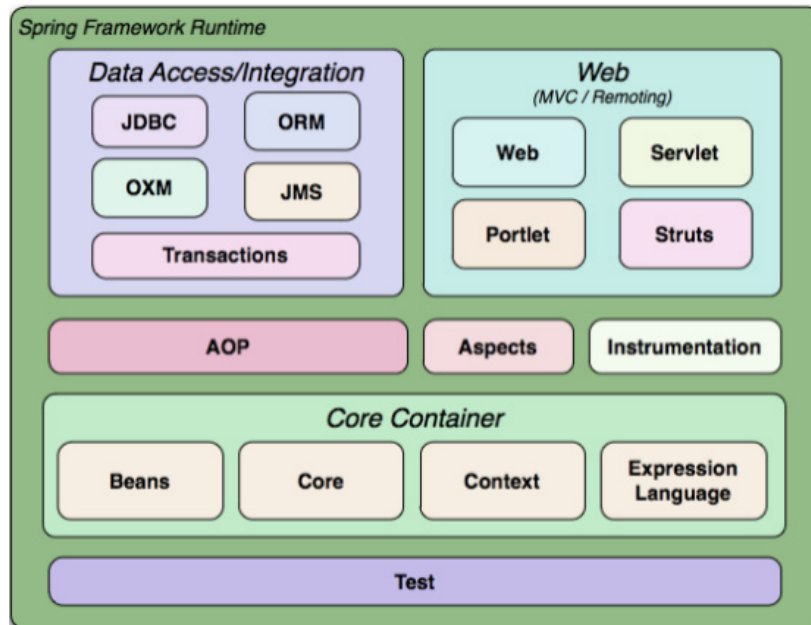 Spring Framework Runtime
Data Access/Integration
JDBC
ORM
OXM
JMS
Transactions
Web
(MVC / Remoting)
Web
Servlet
Portlet
Struts
AOP
Aspects
Instrumentation
Core Container
Beans
Core
Context
Expression
Language
Test